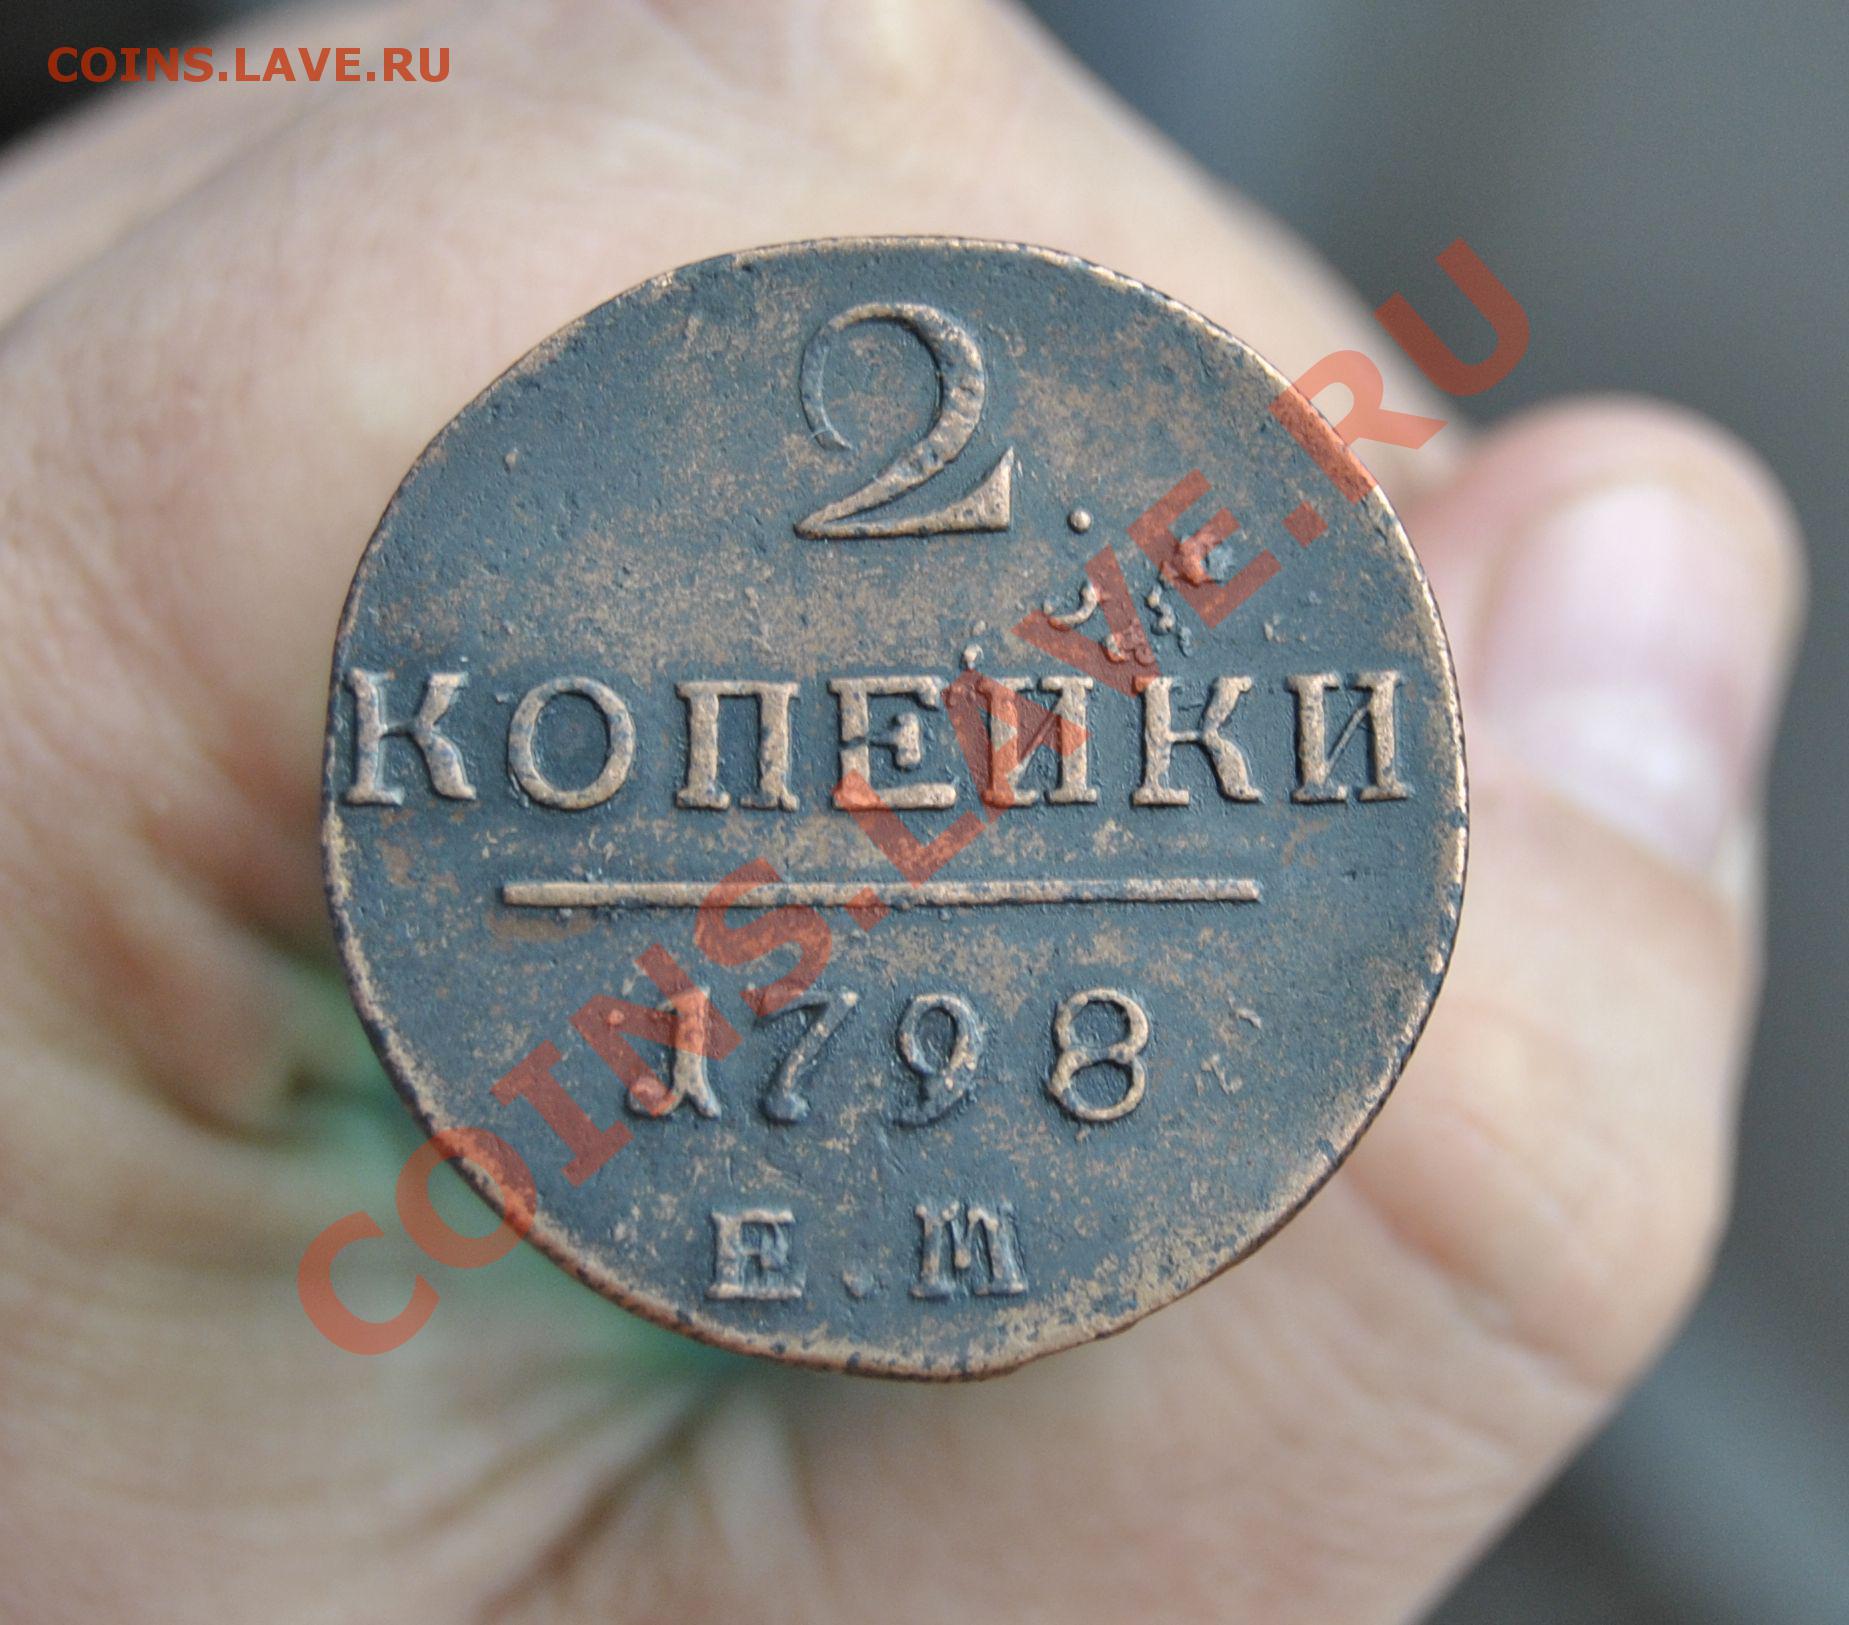 COINS.LAVE.RU
2.
КОПЕЙКИ
1798
Е.М
COINS.LAVE.RU